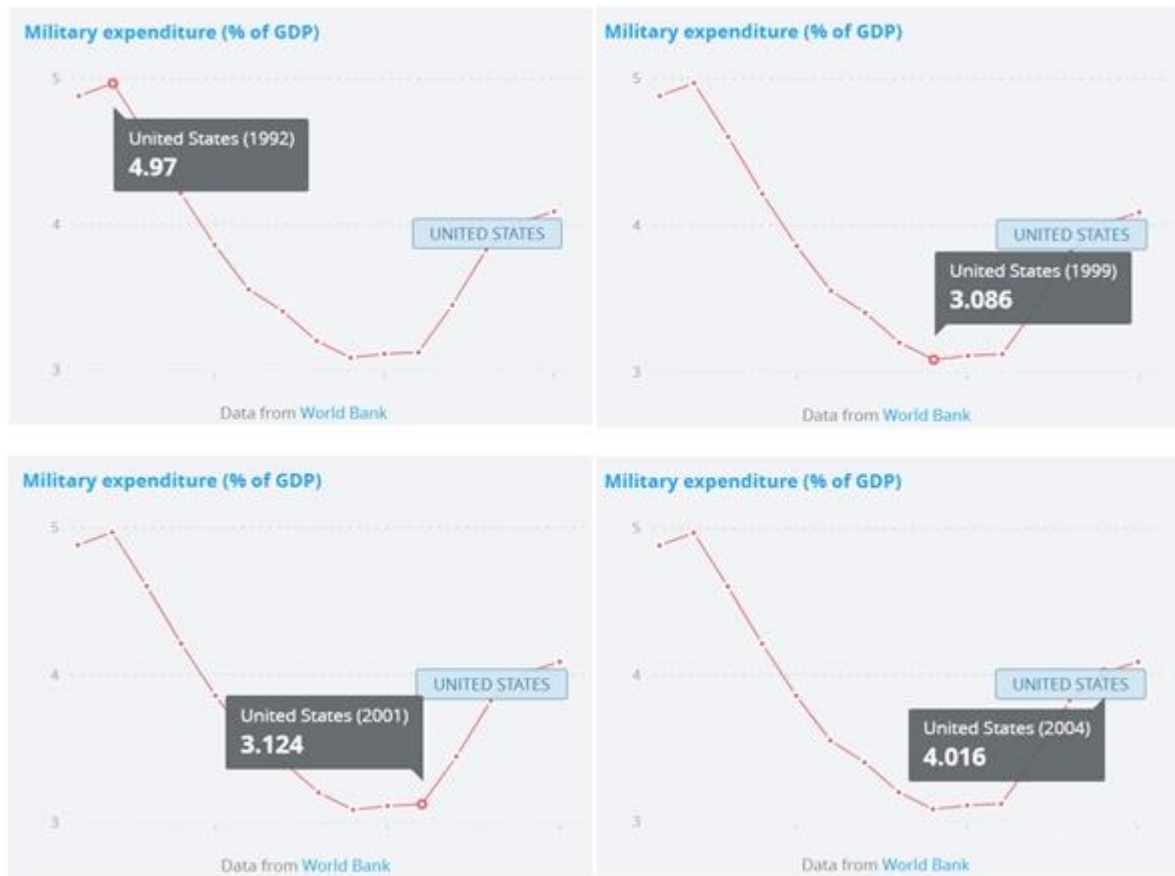 Military expenditure (% of GDP)
5
United States (1992)
4.97
4
UNITED STATES
3
Data from World Bank
Military expenditure (% of GDP)
5
4
UNITED STATES
United States (1999)
3.086
3
Data from World Bank
Military expenditure (% of GDP)
5
4
UNITED STATES
United States (2001)
3.124
3
Data from World Bank
Military expenditure (% of GDP)
5
4
UNITED STATES
United States (2004)
4.016
3
Data from World Bank